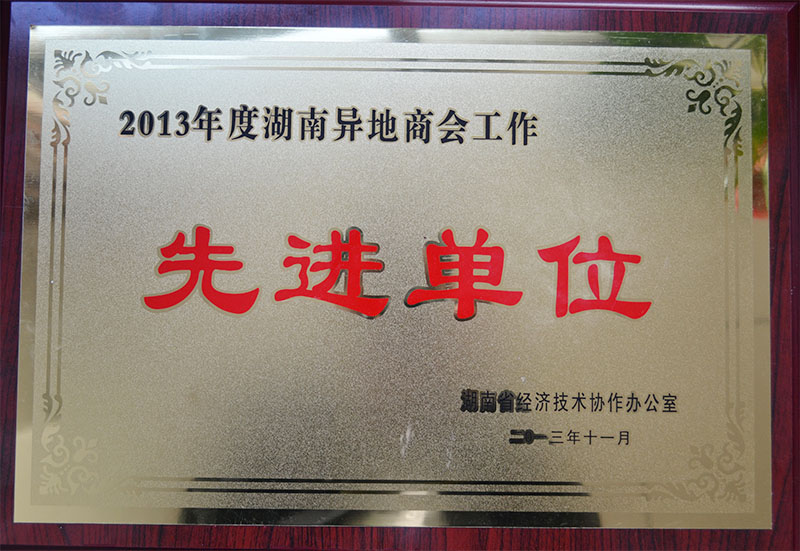 2013年度湖南异地商会工作
先进单位
湖南省经济技术协作办公室
二〇一三年十一月